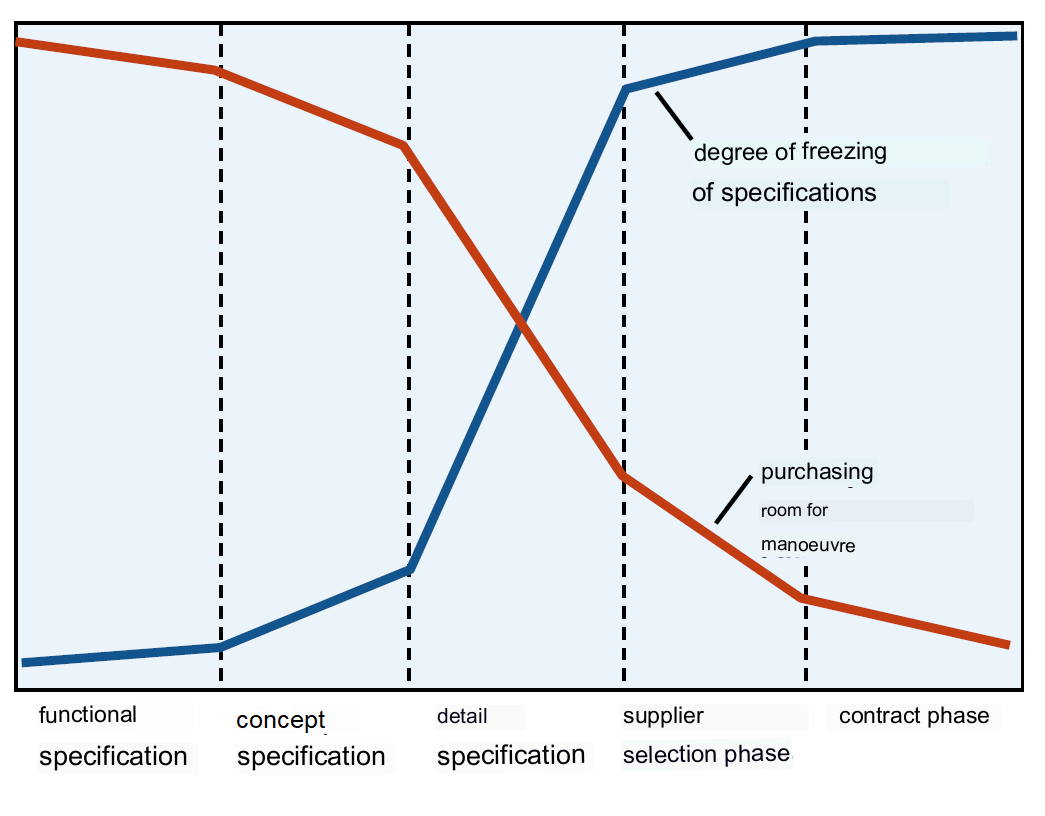 degree of freezing
of specifications
purchasing
room for
manoeuvre
functional
specification
concept
specification
detail
specification
supplier
selection phase
contract phase